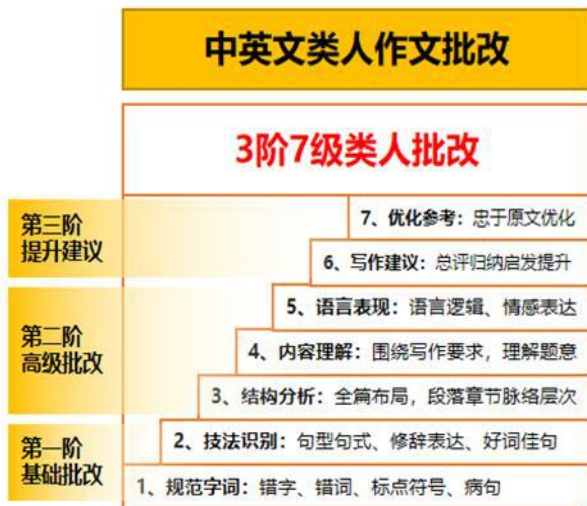 中英文类人作文批改
3阶7级类人批改
第三阶
提升建议
7、优化参考：忠于原文优化
6、写作建议：总评归纳启发提升
第二阶
高级批改
5、语言表现：语言逻辑、情感表达
4、内容理解：围绕写作要求，理解题意
3、结构分析：全篇布局，段落章节脉络层次
第一阶
基础批改
2、技法识别：句型句式、修辞表达、好词佳句
1、规范字词：错字、错词、标点符号、病句